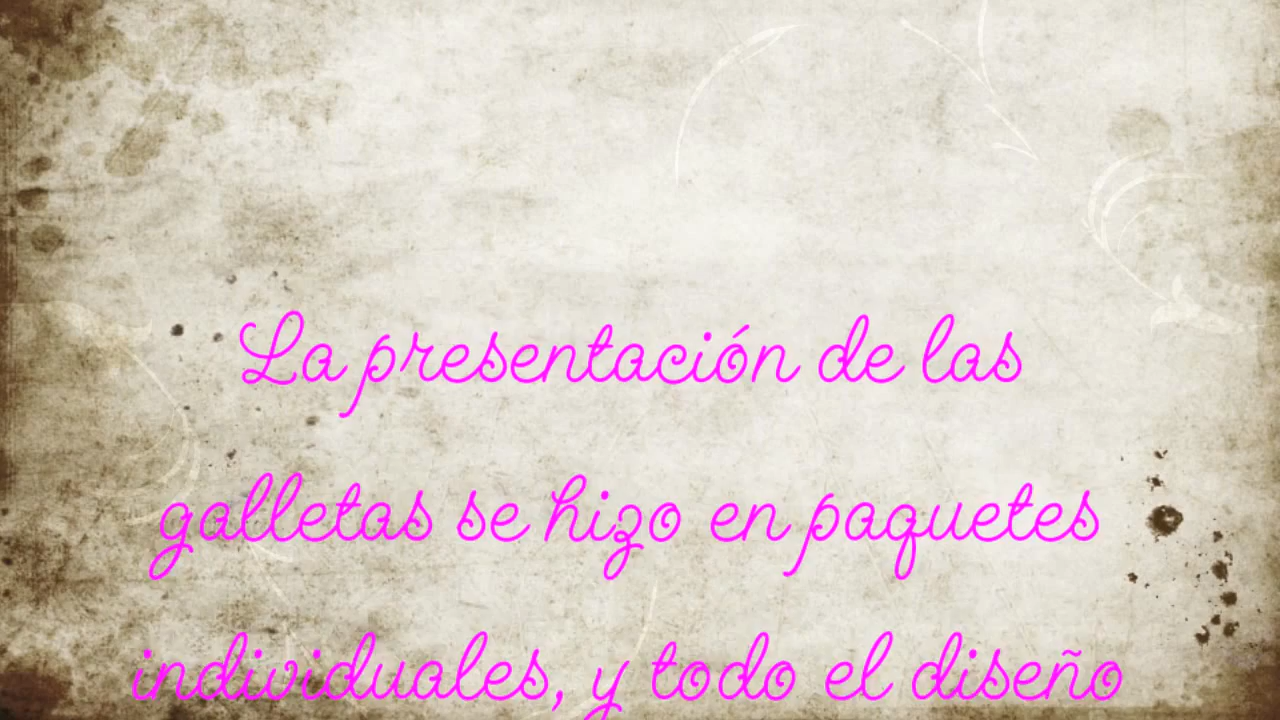 La presentación de las
galletas se hizo en paquetes
individuales, y todo el diseño